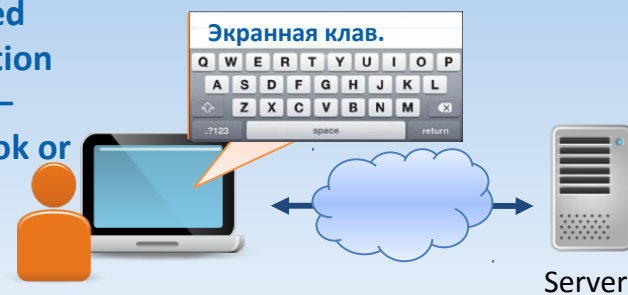 ed
tion
–
ok or
Экранная клав.
Q W E R T Y U I O P
A S D F G H J K L
Z X C V B N M
.?123 space return
Server